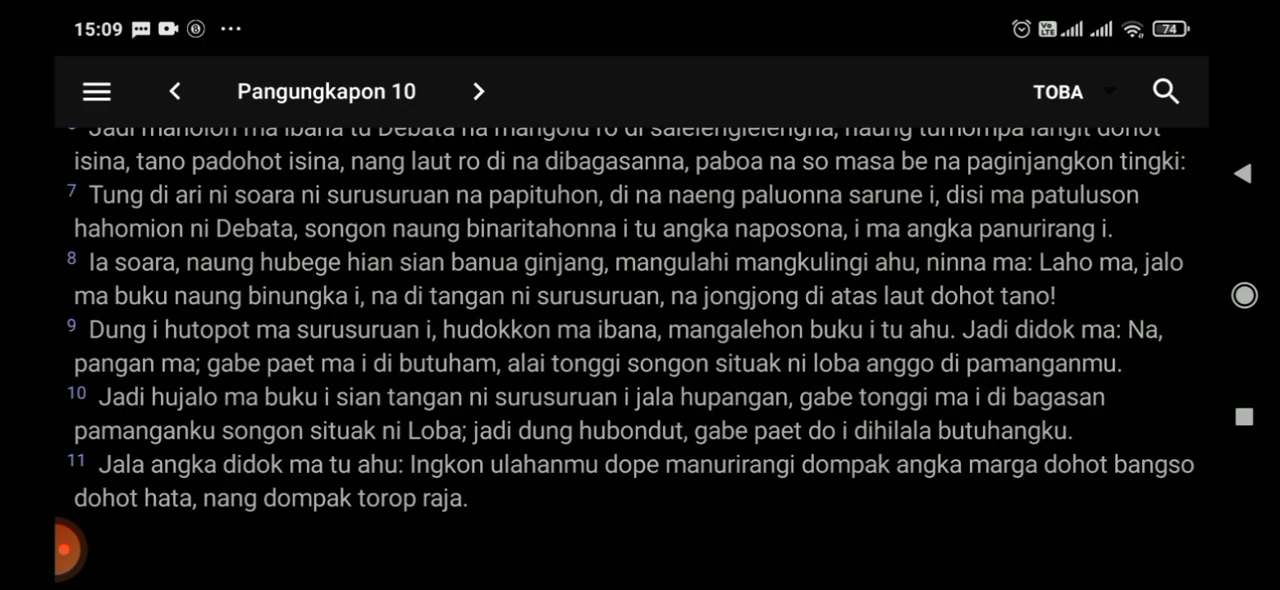 15:09
74
Pangungkapon 10
TOBA
isina, tano padohot isina, nang laut ro di na dibagasanna, paboa na so masa be na paginjangkon tingki:
7 Tung di ari ni soara ni surusuruan na papituhon, di na naeng paluonna sarune i, disi ma patuluson
hahomion ni Debata, songon naung binaritahonna i tu angka naposona, i ma angka panurirang i.
8 Ia soara, naung hubege hian sian banua ginjang, mangulahi mangkulingi ahu, ninna ma: Laho ma, jalo
ma buku naung binungka i, na di tangan ni surusuruan, na jongjong di atas laut dohot tano!
9 Dung i hutopot ma surusuruan i, hudokkon ma ibana, mangalehon buku i tu ahu. Jadi didok ma: Na,
pangan ma; gabe paet ma i di butuham, alai tonggi songon situak ni loba anggo di pamanganmu.
10 Jadi hujalo ma buku i sian tangan ni surusuruan i jala hupangan, gabe tonggi ma i di bagasan
pamanganku songon situak ni Loba; jadi dung hubondut, gabe paet do i dihilala butuhangku.
11 Jala angka didok ma tu ahu: Ingkon ulahanmu dope manurirangi dompak angka marga dohot bangso
dohot hata, nang dompak torop raja.